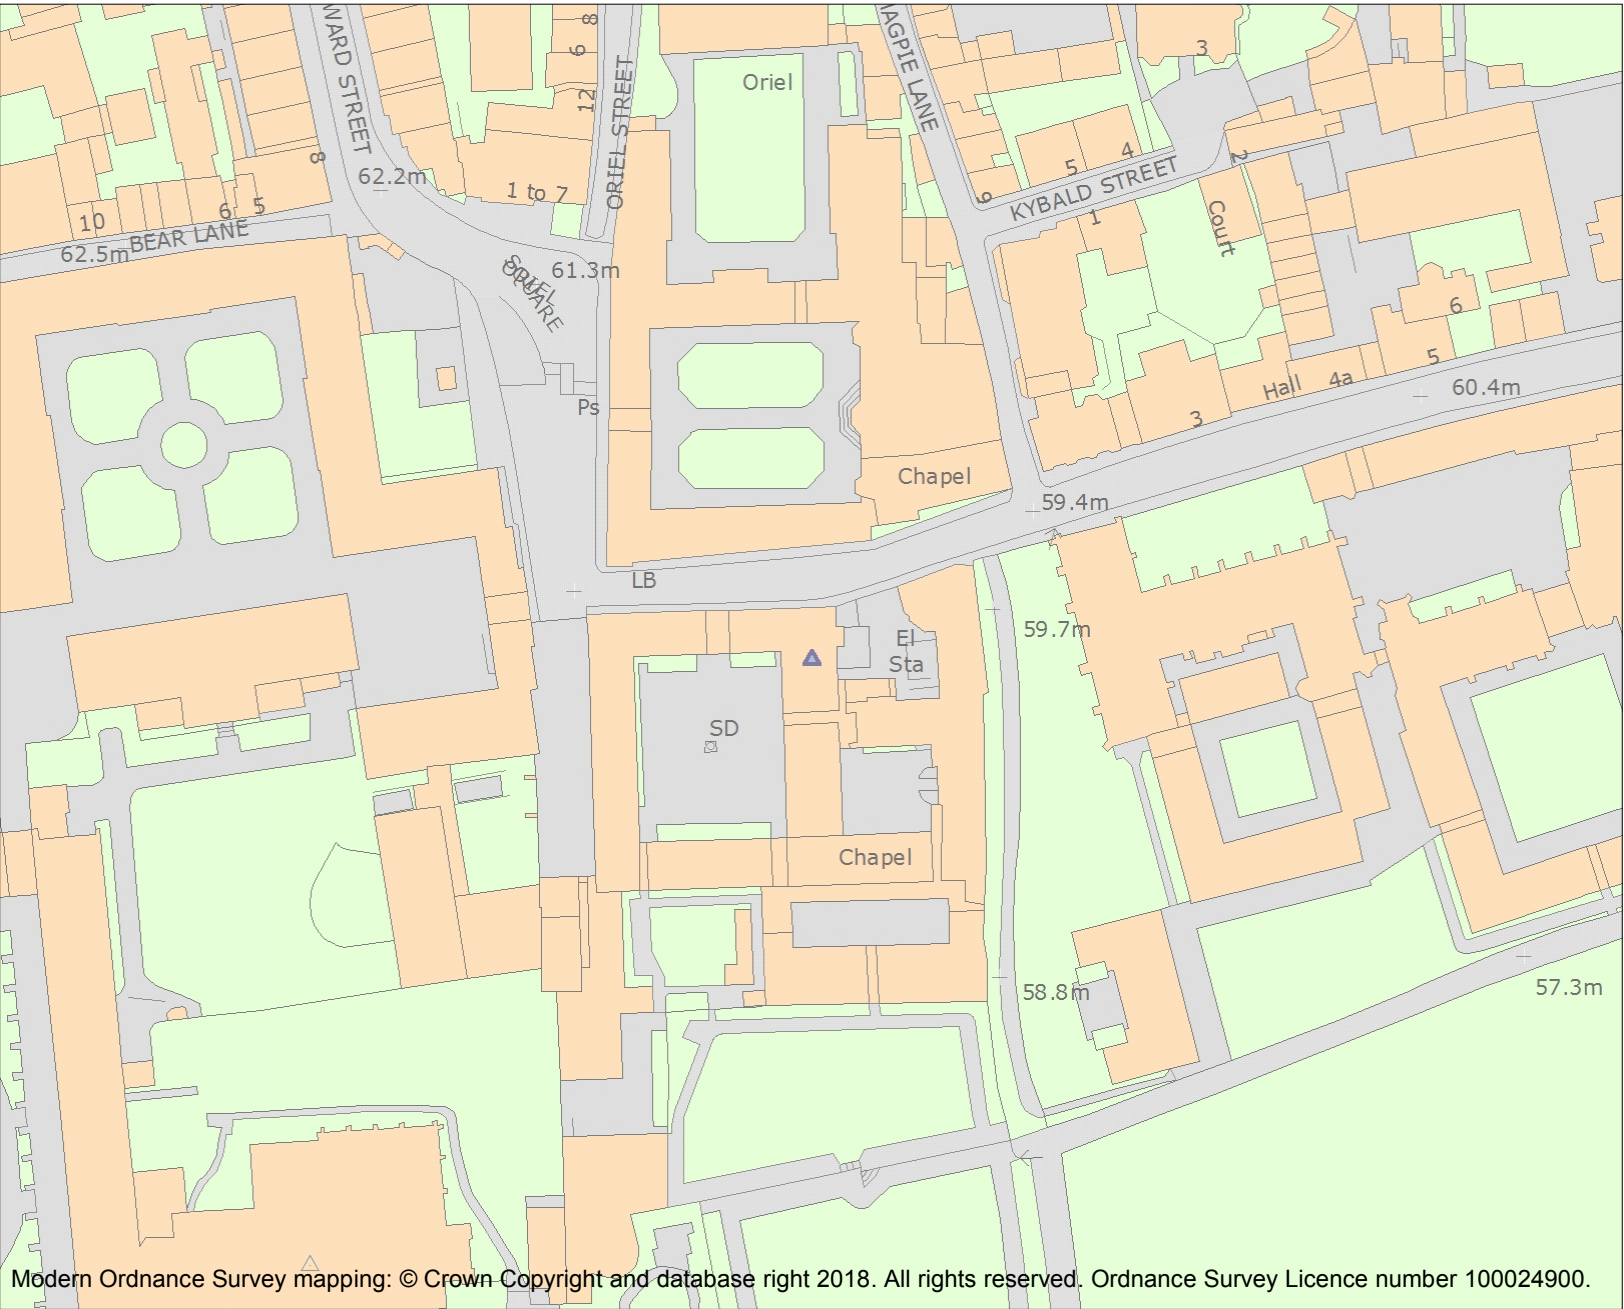 WARD STREET
8
6
12
ORIEL STREET
Oriel
MAGPIE LANE
3
8
62.2m
1 to 7
5
4
2
KYBALD STREET
9
1
Court
10
6
5
BEAR LANE
62.5m
ORIEL
SQUARE
61.3m
6
5
Hall
4a
3
60.4m
Ps
Chapel
59.4m
LB
El
Sta
59.7m
SD
Chapel
58.8m
57.3m
Modern Ordnance Survey mapping: © Crown Copyright and database right 2018. All rights reserved. Ordnance Survey Licence number 100024900.